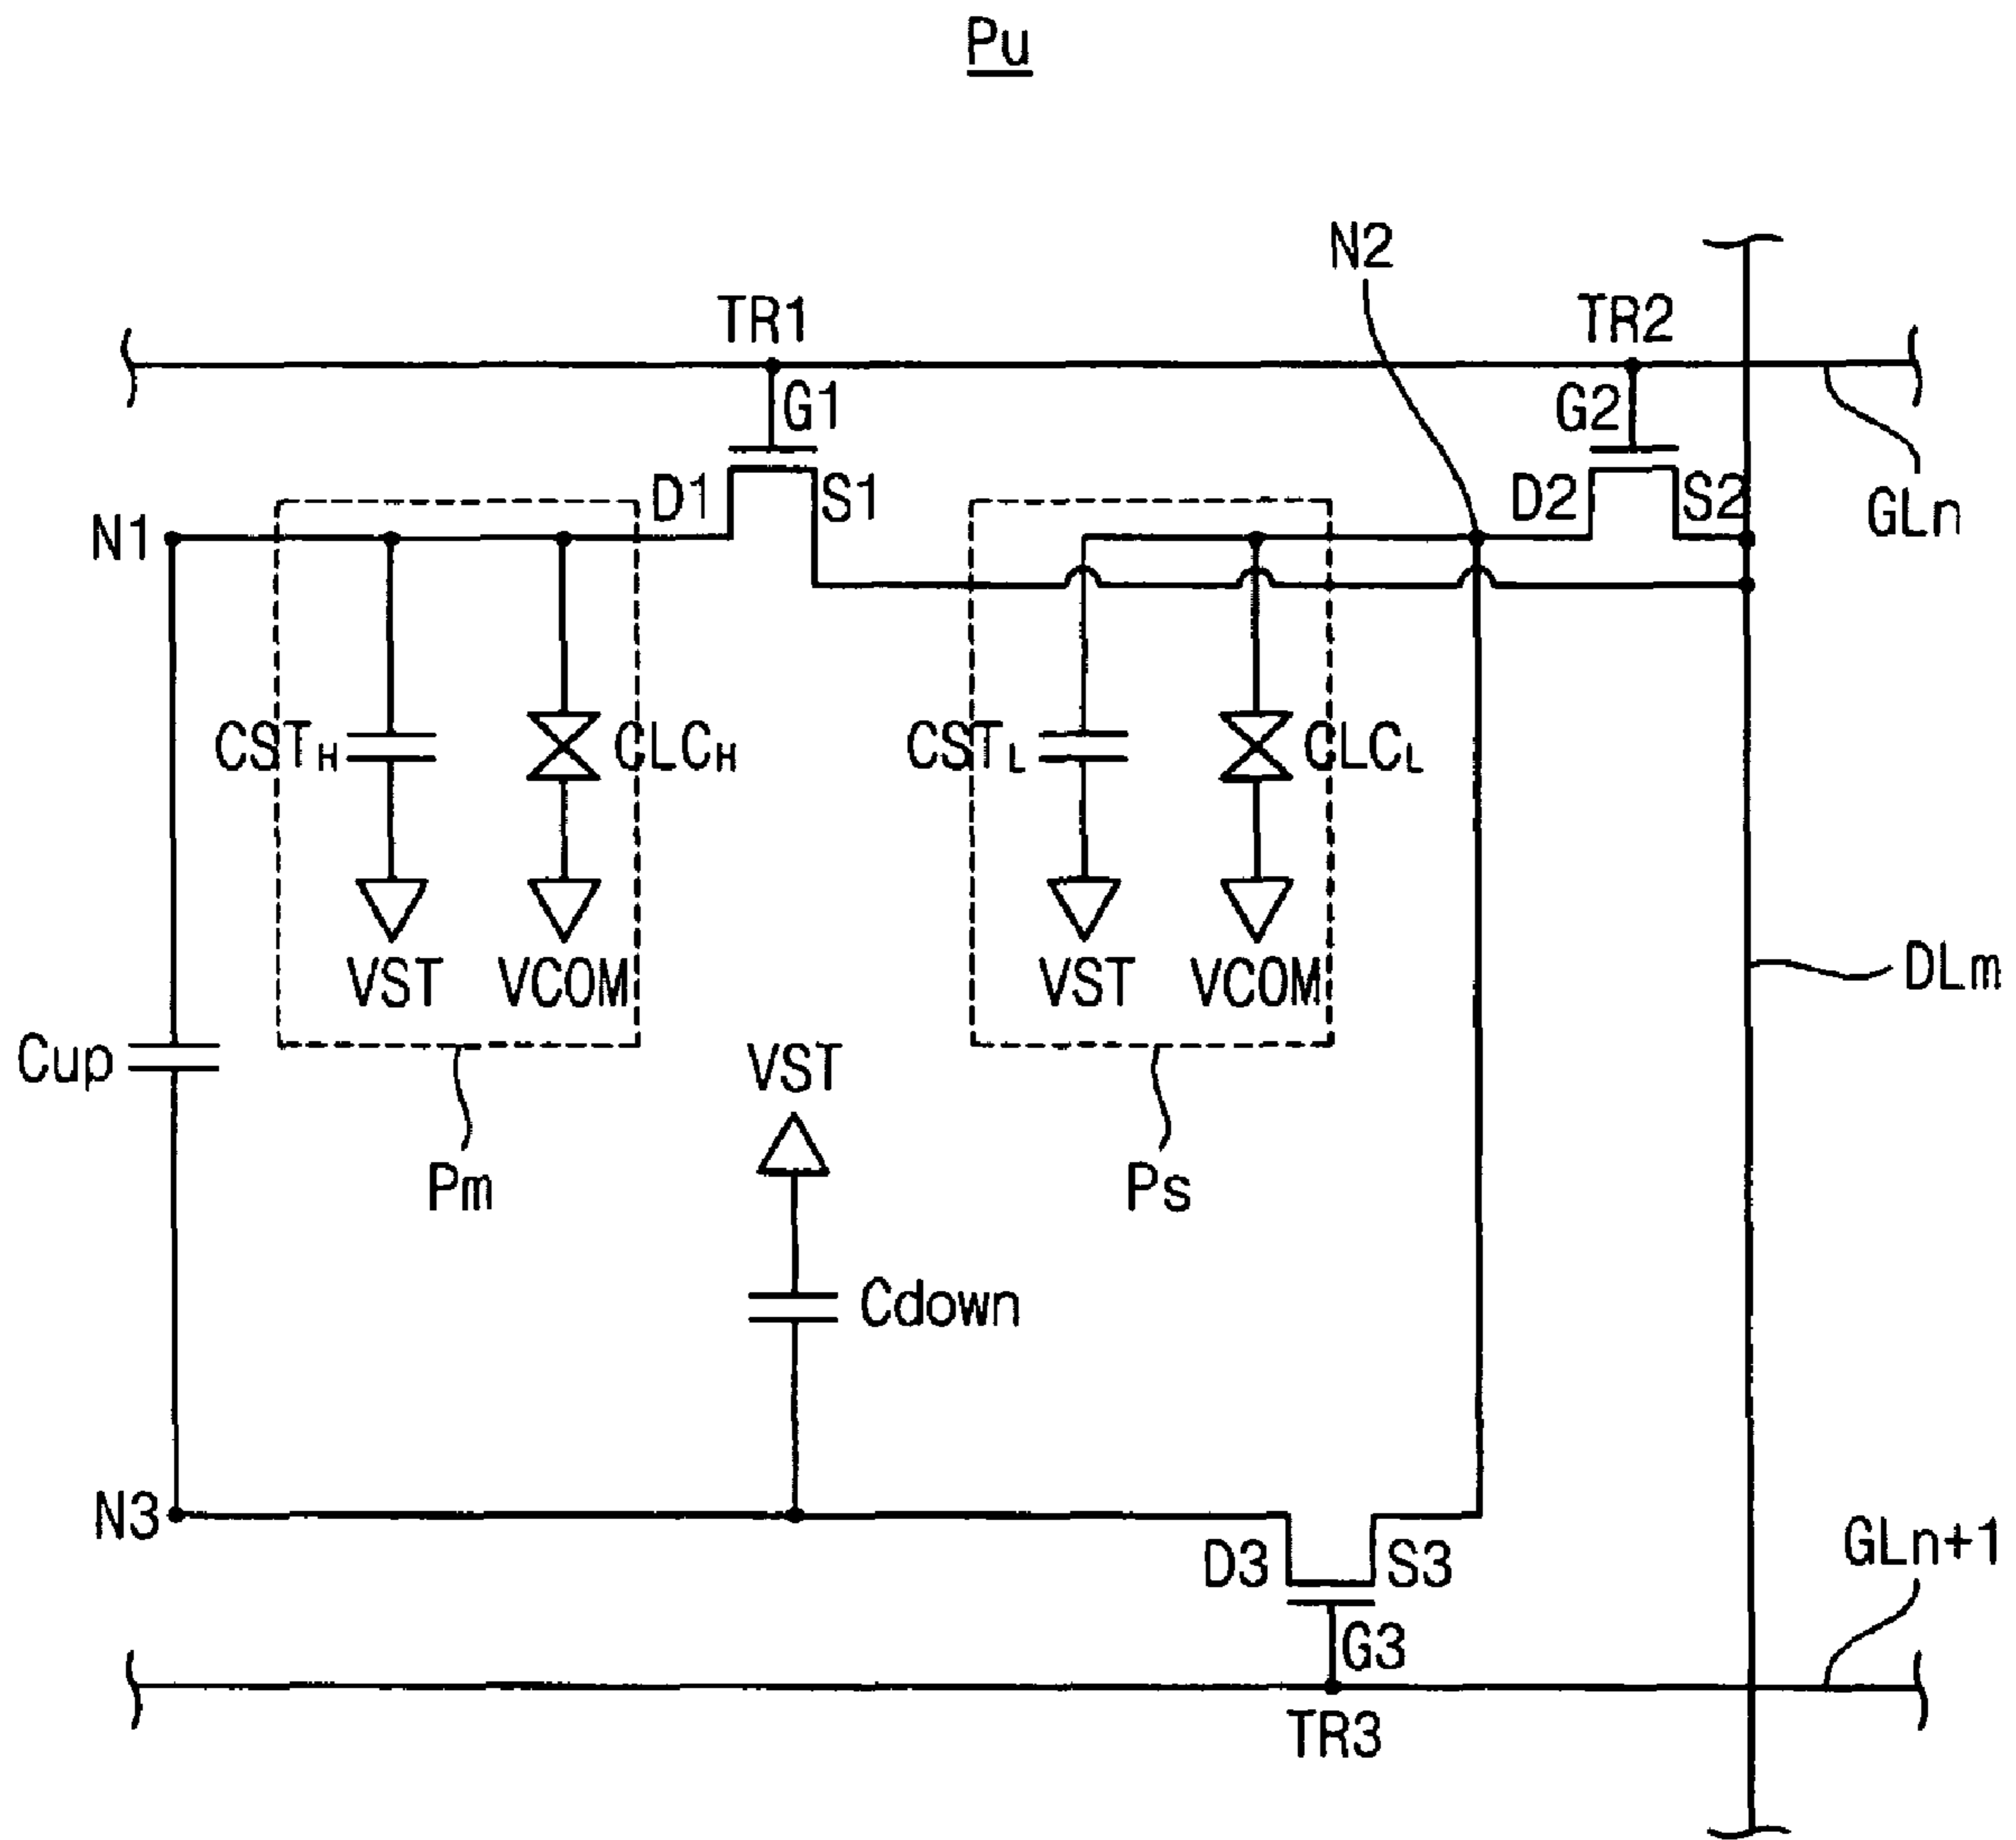 Pu
N2
TR1
TR2
G1
G2
D1
S1
D2
S2
GLn
N1
CSTH
CLCH
CSTL
CLCL
VST
VCOM
VST
VCOM
DLm
Cup
VST
Pm
Ps
Cdown
N3
D3
S3
GLn+1
G3
TR3